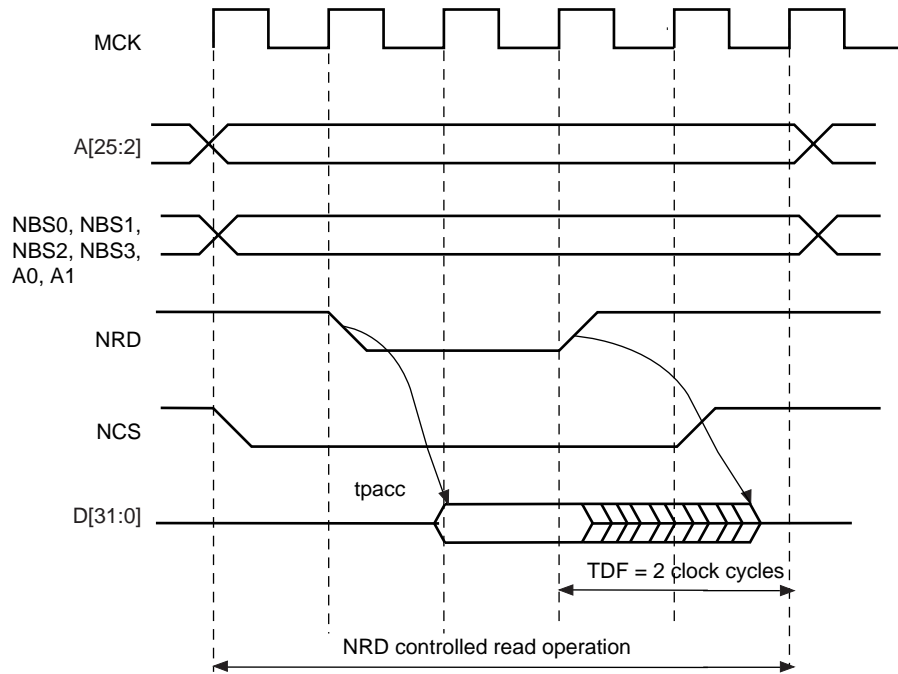 MCK
A[25:2]
NBS0, NBS1,
NBS2, NBS3,
A0, A1
NRD
NCS
tpacc
D[31:0]
TDF = 2 clock cycles
NRD controlled read operation